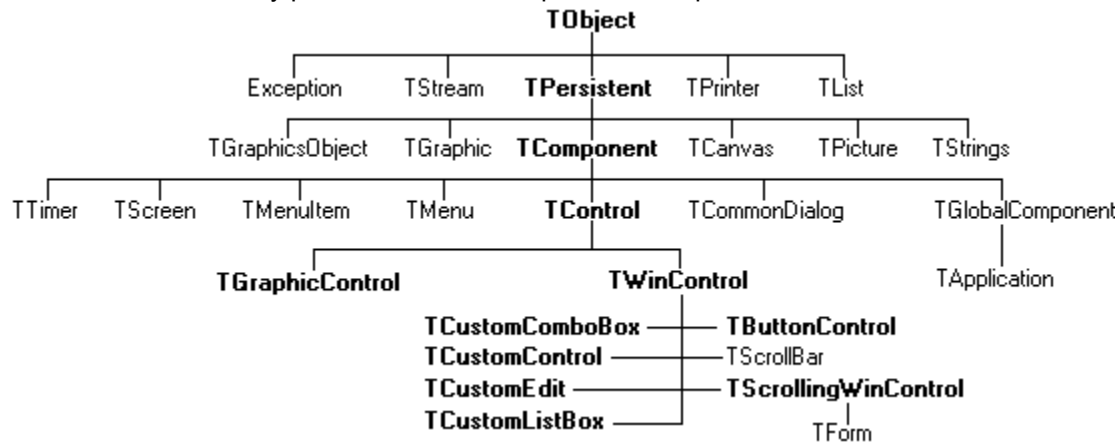 TObject
Exception TStream TPersistent TPrinter TList
TGraphicsObject TGraphic TComponent TCanvas TPicture TStrings
TTimer TScreen TMenuItem TMenu TControl TCommonDialog TGlobalComponent
TGraphicControl TWinControl TApplication
TCustomComboBox TButtonControl
TCustomControl TScrollBar
TCustomEdit TScrollingWinControl
TCustomListBox
TForm